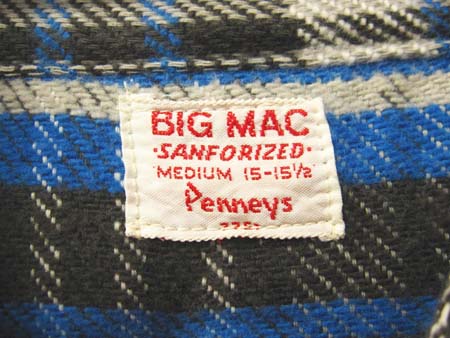 BIG MAC
·SANFORIZED·
MEDIUM 15-15½
Penneys